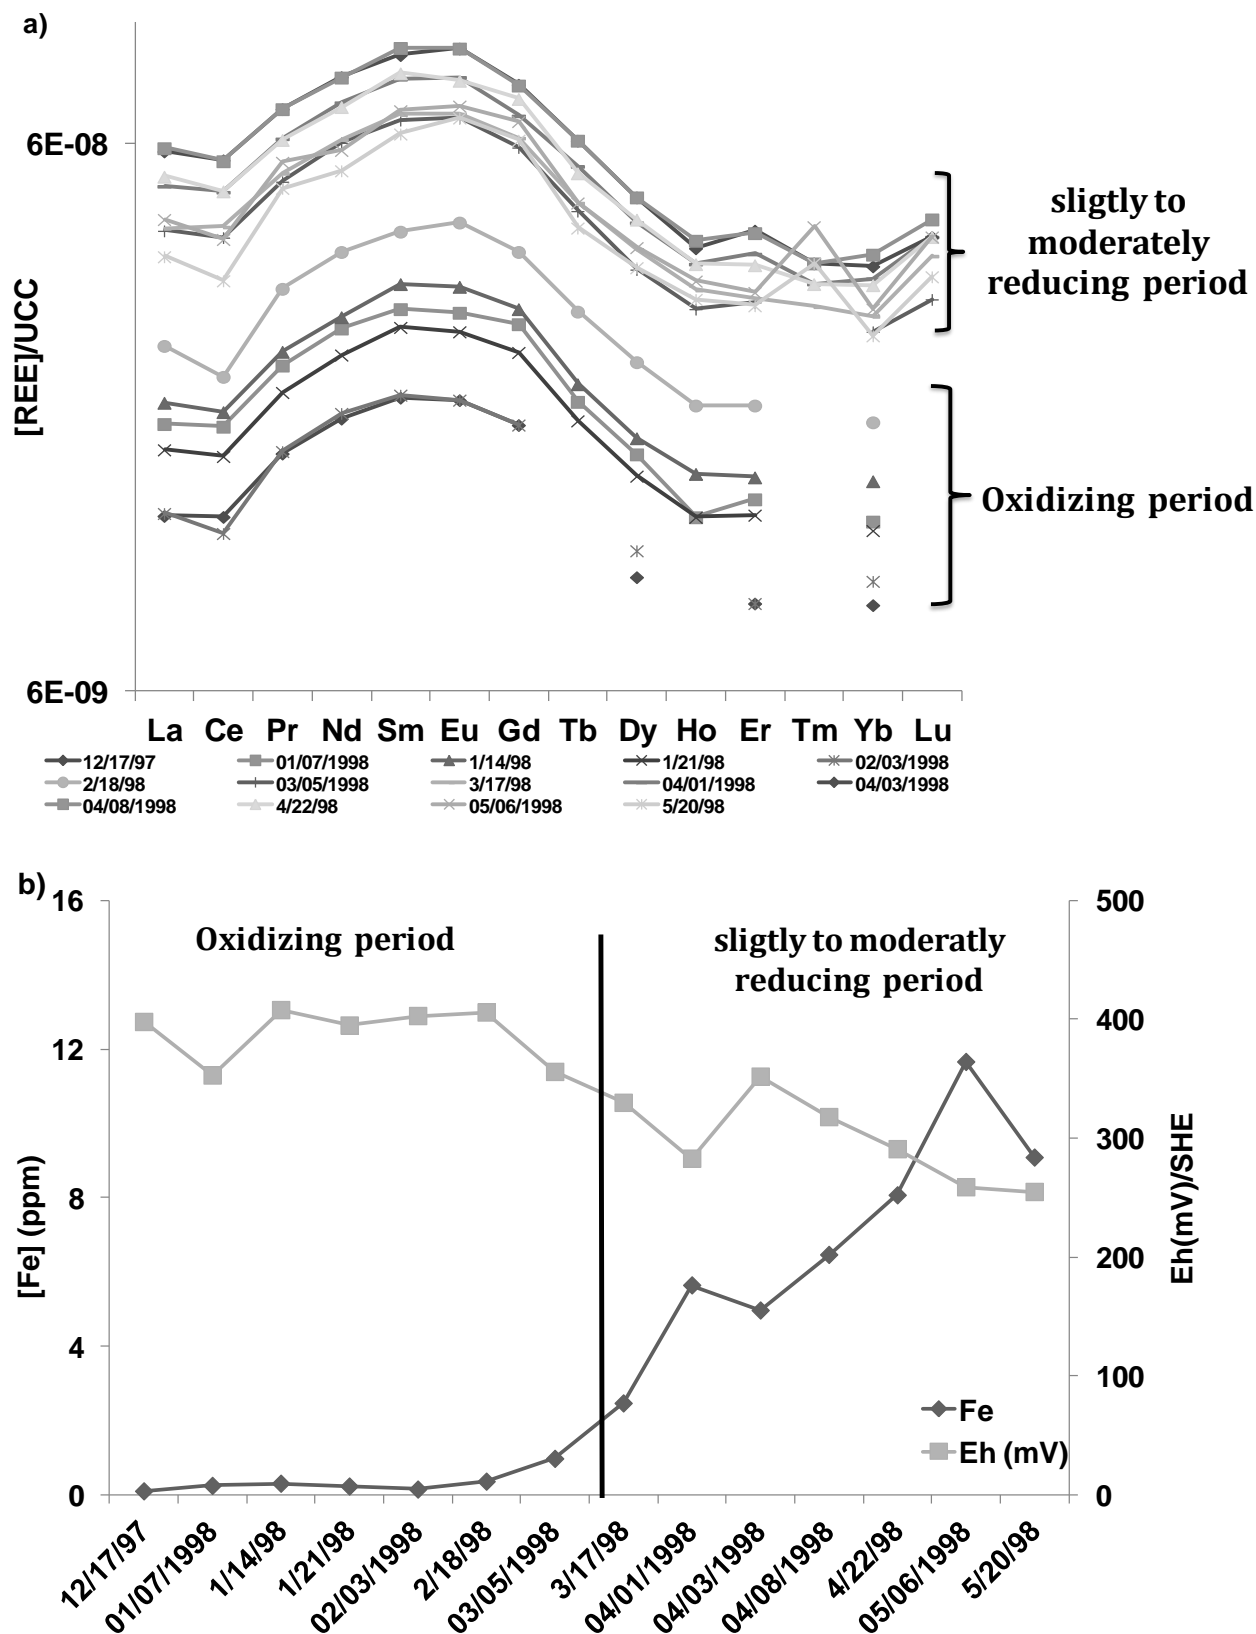 a)
6E-08
[REE]/UCC
sligtly to
moderately
reducing period
Oxidizing period
6E-09
La Ce Pr Nd Sm Eu Gd Tb Dy Ho Er Tm Yb Lu
12/17/97 01/07/1998 1/14/98 1/21/98 02/03/1998
2/18/98 03/05/1998 3/17/98 04/01/1998 04/03/1998
04/08/1998 4/22/98 05/06/1998 5/20/98
b)
16 500
Oxidizing period
sligtly to moderatly
reducing period
400
12
300
[Fe] (ppm)
Eh(mV)/SHE
8
200
4
100
Fe
Eh (mV)
0 0
12/17/97 01/07/1998 1/14/98 1/21/98 02/03/1998 2/18/98 03/05/1998 3/17/98 04/01/1998 04/03/1998 04/08/1998 4/22/98 05/06/1998 5/20/98